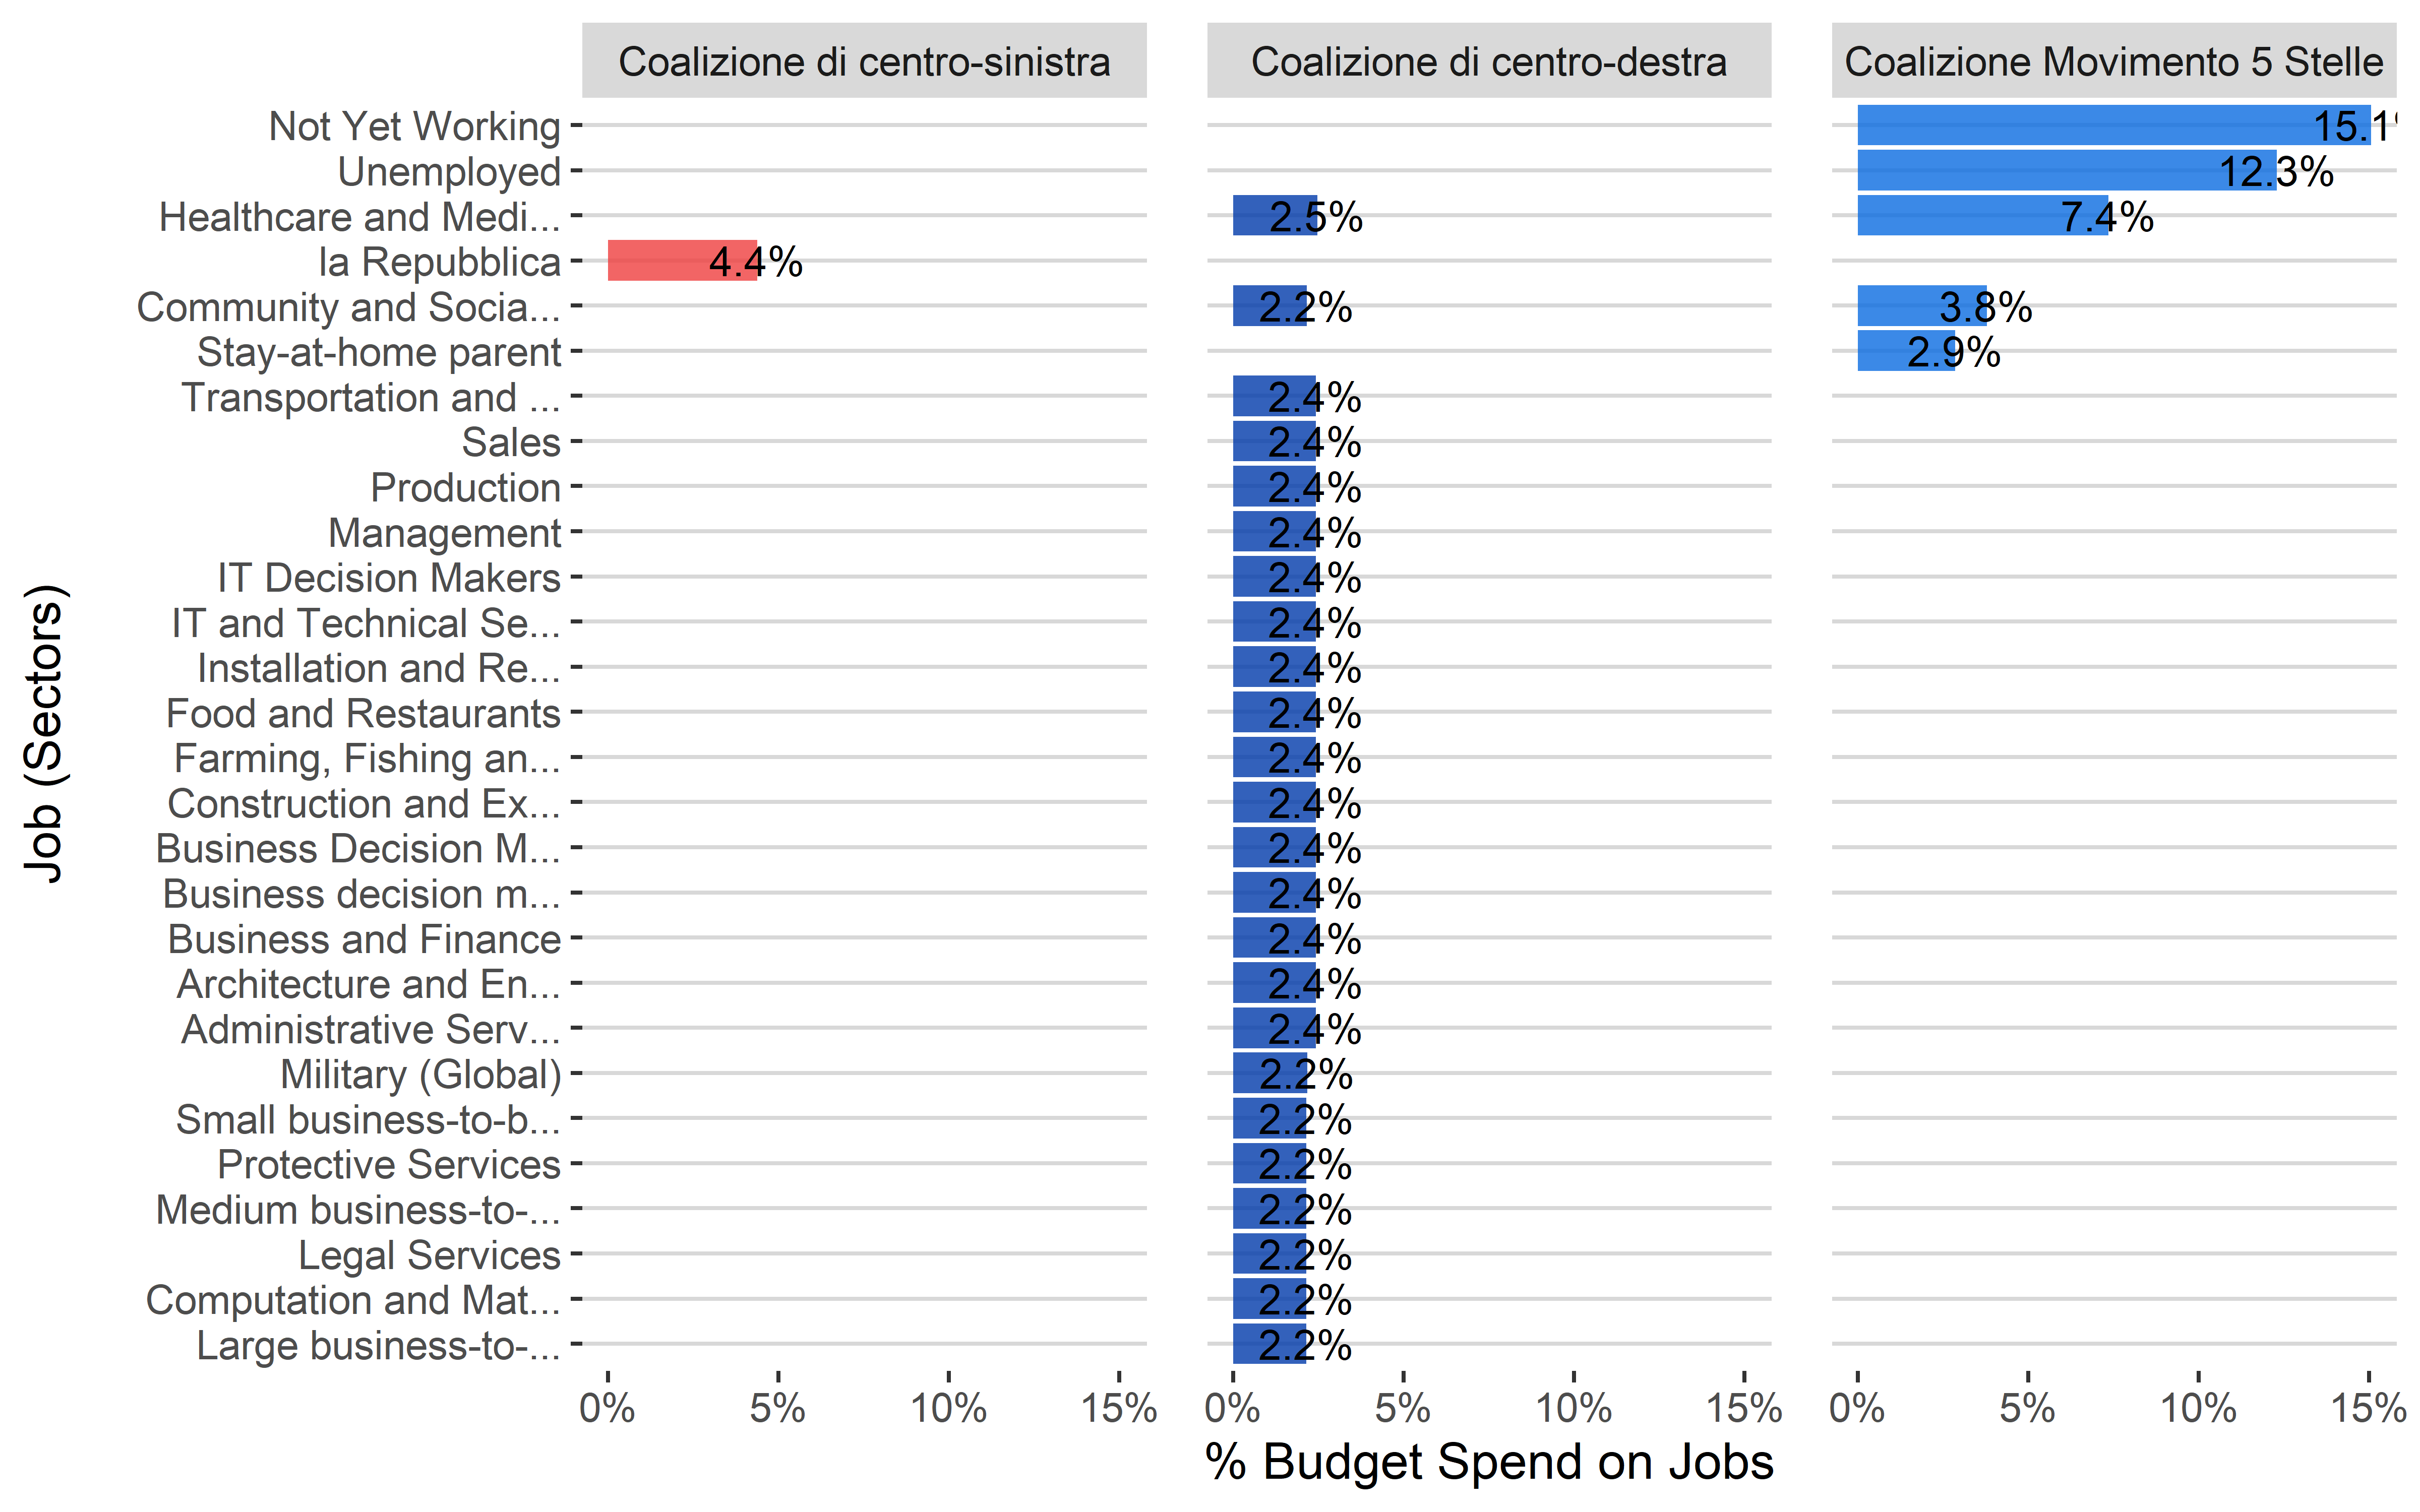 Coalizione di centro-sinistra Coalizione di centro-destra Coalizione Movimento 5 Stelle
Not Yet Working 15.1%
Unemployed 12.3%
Healthcare and Medi... 2.5% 7.4%
la Repubblica 4.4%
Community and Socia... 2.2% 3.8%
Stay-at-home parent 2.9%
Transportation and ... 2.4%
Sales 2.4%
Production 2.4%
Management 2.4%
IT Decision Makers 2.4%
IT and Technical Se... 2.4%
Installation and Re... 2.4%
Food and Restaurants 2.4%
Farming, Fishing an... 2.4%
Construction and Ex... 2.4%
Business Decision M... 2.4%
Business decision m... 2.4%
Business and Finance 2.4%
Architecture and En... 2.4%
Administrative Serv... 2.4%
Military (Global) 2.2%
Small business-to-b... 2.2%
Protective Services 2.2%
Medium business-to-... 2.2%
Legal Services 2.2%
Computation and Mat... 2.2%
Large business-to-... 2.2%
Job (Sectors)
0% 5% 10% 15% 0% 5% 10% 15% 0% 5% 10% 15%
% Budget Spend on Jobs